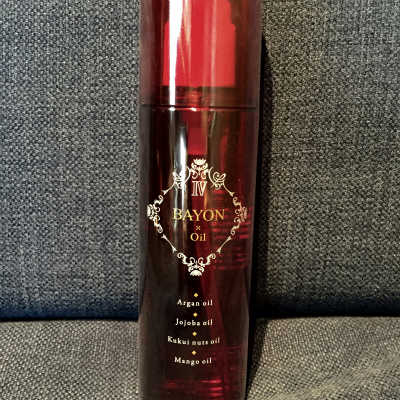 IV
BAYON
×
Oil
Argan oil
Jojoba oil
Kukui nuts oil
Mango oil